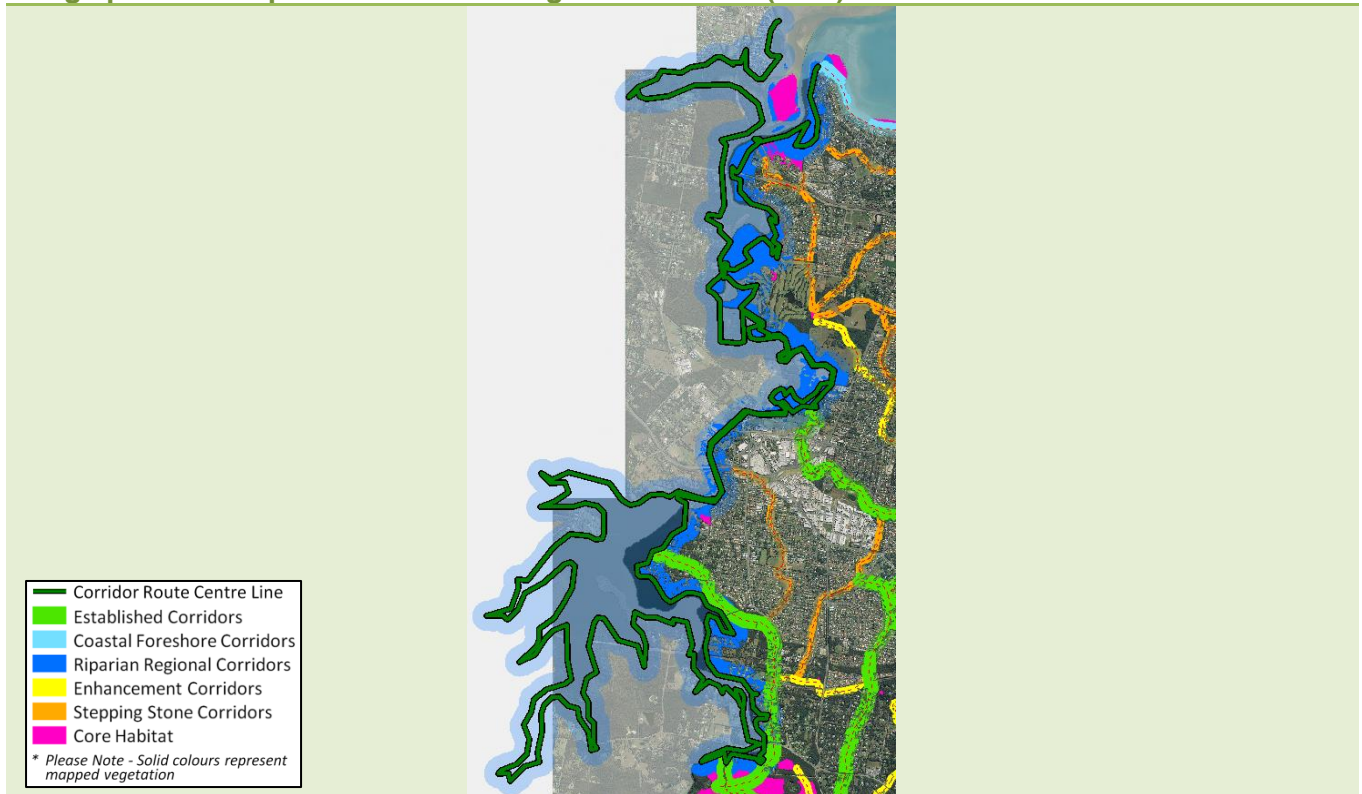 Corridor Route Centre Line
Established Corridors
Coastal Foreshore Corridors
Riparian Regional Corridors
Enhancement Corridors
Stepping Stone Corridors
Core Habitat
* Please Note - Solid colours represent
mapped vegetation